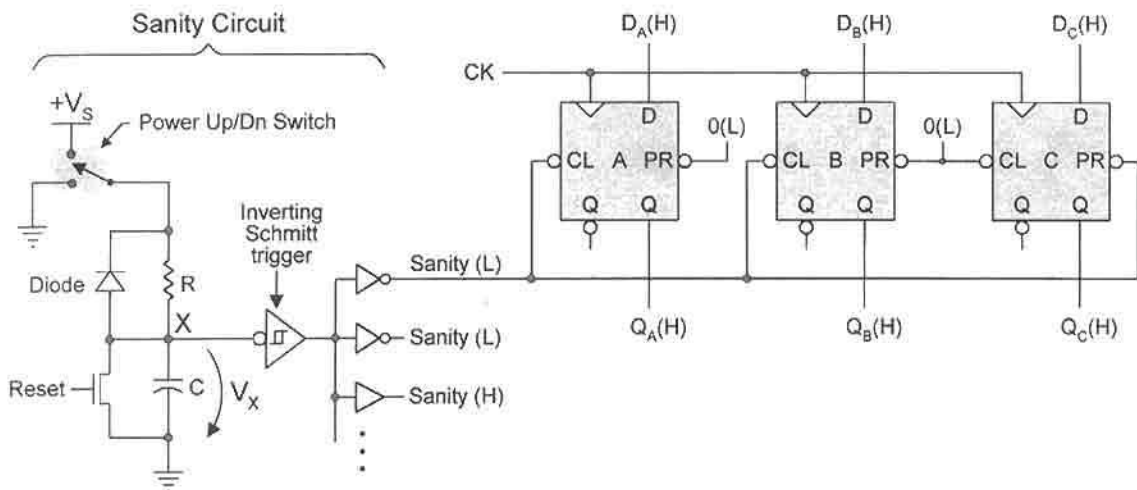 Sanity Circuit
+V_S
Power Up/Dn Switch
Diode
R
X
Reset
C
V_X
Inverting
Schmitt
trigger
Sanity (L)
Sanity (L)
Sanity (H)
CK
D_A(H)
D_B(H)
D_C(H)
D
CL A PR
Q Q
0(L)
D
CL B PR
Q Q
0(L)
D
CL C PR
Q Q
Q_A(H)
Q_B(H)
Q_C(H)